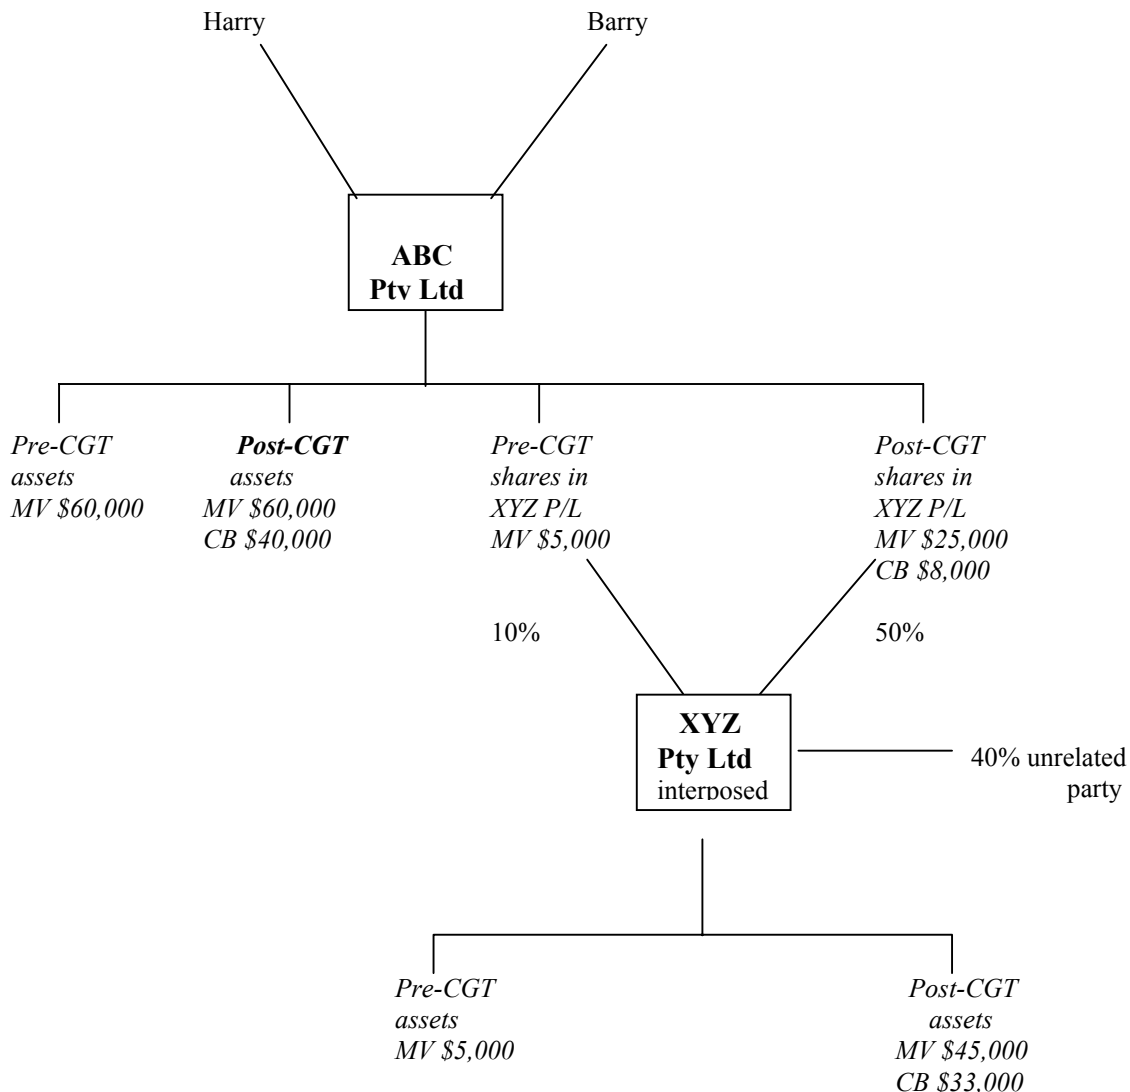 Harry
Barry
ABC
Pty Ltd
Pre-CGT
assets
MV $60,000
Post-CGT
assets
MV $60,000
CB $40,000
Pre-CGT
shares in
XYZ P/L
MV $5,000
Post-CGT
shares in
XYZ P/L
MV $25,000
CB $8,000
10%
50%
XYZ
Pty Ltd
interposed
40% unrelated
party
Pre-CGT
assets
MV $5,000
Post-CGT
assets
MV $45,000
CB $33,000